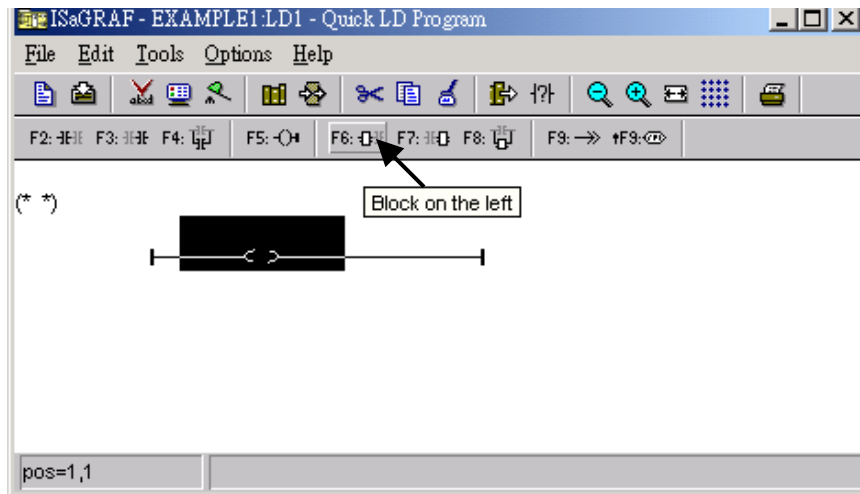 ISaGRAF - EXAMPLE1:LD1 - Quick LD Program
File Edit Tools Options Help
F2: F3: F4: F5: F6: F7: F8: F9: ↑F9:
Block on the left
(* *)
pos=1,1